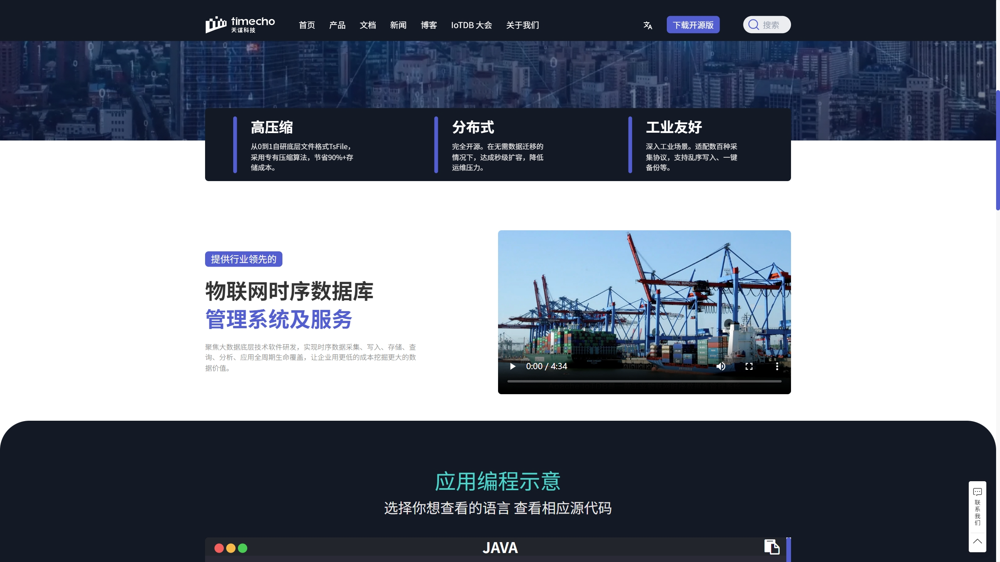 timecho
天谋科技
首页 产品 文档 新闻 博客 IoTDB 大会 关于我们
下载开源版
搜索
高压缩
从0到1自研底层文件格式TsFile，
采用专有压缩算法，节省90%+存
储成本。
分布式
完全开源。在无需数据迁移的
情况下，达成秒级扩容，降低
运维压力。
工业友好
深入工业场景。适配数百种采
集协议，支持乱序写入、一键
备份等。
提供行业领先的
物联网时序数据库
管理系统及服务
聚焦大数据底层技术软件研发，实现时序数据采集、写入、存储、查
询、分析、应用全周期生命覆盖，让企业用更低的成本挖掘更大的数
据价值。
TERMINAL BURCHARD
EVERGREEN
0:00 / 4:34
应用编程示意
选择你想查看的语言 查看相应源代码
JAVA
联系我们